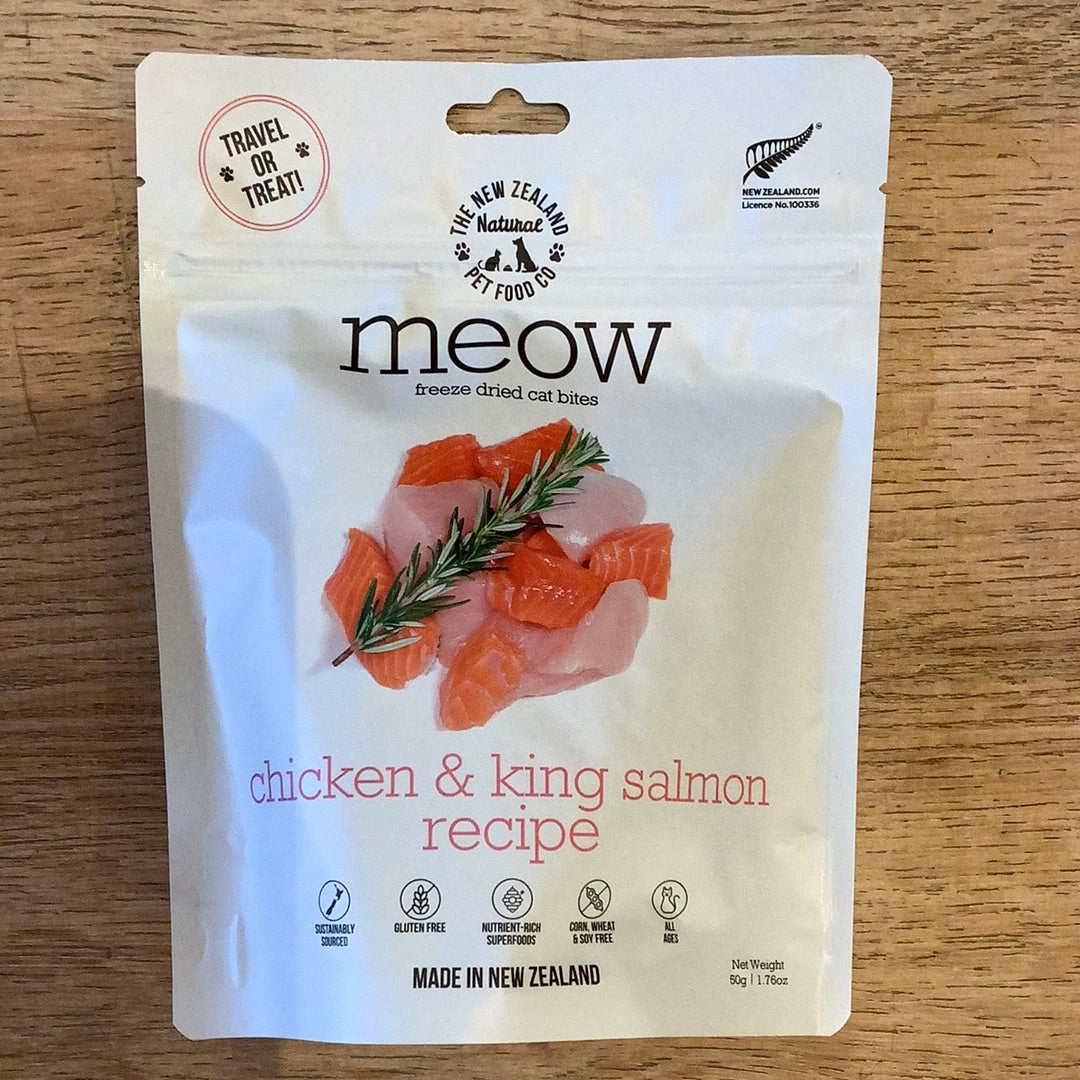 TRAVEL
OR
TREAT!
NEW ZEALAND.COM
Licence No.100336
THE NEW ZEALAND
Natural
PET FOOD CO
meow
freeze dried cat bites
chicken & king salmon
recipe
SUSTAINABLY
SOURCED
GLUTEN FREE
NUTRIENT-RICH
SUPERFOODS
CORN, WHEAT
& SOY FREE
ALL
AGES
MADE IN NEW ZEALAND
Net Weight
50g | 1.76oz